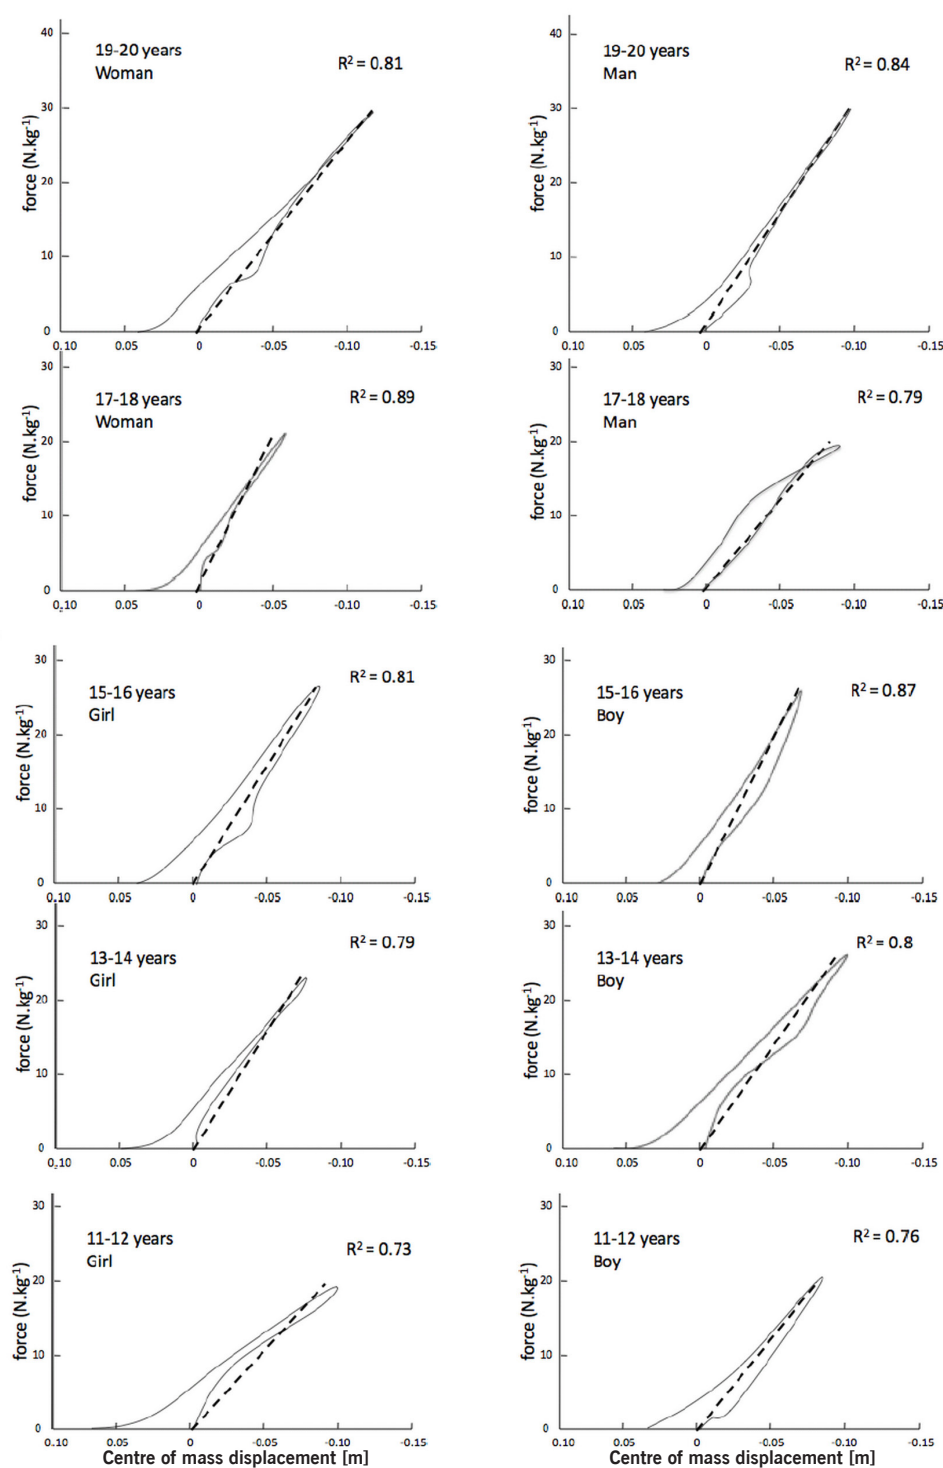 19-20 years
Woman
R² = 0.81
force (N.kg⁻¹)
40
30
20
10
0
0.10 0.05 0 -0.05 -0.10 -0.15
19-20 years
Man
R² = 0.84
force (N.kg⁻¹)
40
30
20
10
0
0.10 0.05 0 -0.05 -0.10 -0.15
17-18 years
Woman
R² = 0.89
force (N.kg⁻¹)
30
20
10
0
0.10 0.05 0 -0.05 -0.10 -0.15
17-18 years
Man
R² = 0.79
force (N.kg⁻¹)
30
20
10
0
0.10 0.05 0 -0.05 -0.10 -0.15
15-16 years
Girl
R² = 0.81
force (N.kg⁻¹)
30
20
10
0
0.10 0.05 0 -0.05 -0.10 -0.15
15-16 years
Boy
R² = 0.87
force (N.kg⁻¹)
30
20
10
0
0.10 0.05 0 -0.05 -0.10 -0.15
13-14 years
Girl
R² = 0.79
force (N.kg⁻¹)
30
20
10
0
0.10 0.05 0 -0.05 -0.10 -0.15
13-14 years
Boy
R² = 0.8
force (N.kg⁻¹)
30
20
10
0
0.10 0.05 0 -0.05 -0.10 -0.15
11-12 years
Girl
R² = 0.73
force (N.kg⁻¹)
30
20
10
0
0.10 0.05 0 -0.05 -0.10 -0.15
Centre of mass displacement [m]
11-12 years
Boy
R² = 0.76
force (N.kg⁻¹)
30
20
10
0
0.10 0.05 0 -0.05 -0.10 -0.15
Centre of mass displacement [m]